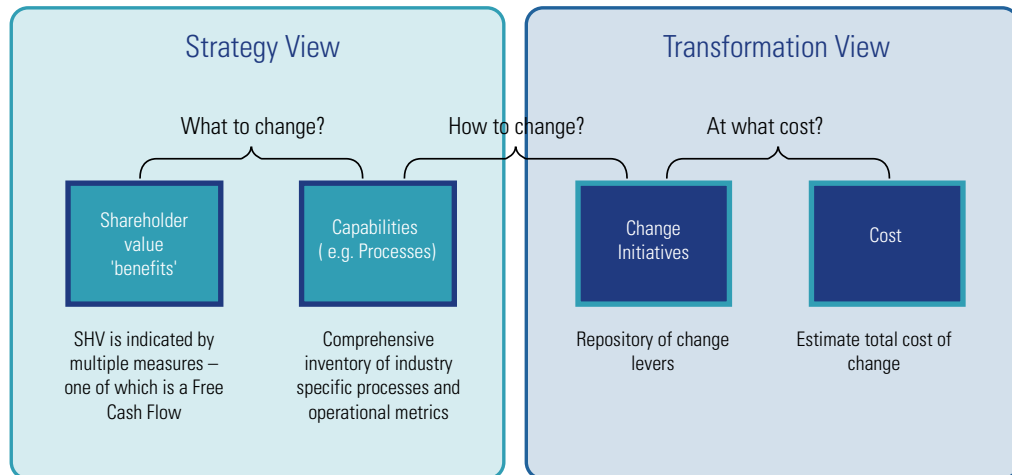 Strategy View
Transformation View
What to change?
How to change?
At what cost?
Shareholder
value
'benefits'
Capabilities
( e.g. Processes)
Change
Initiatives
Cost
SHV is indicated by
multiple measures –
one of which is a Free
Cash Flow
Comprehensive
inventory of industry
specific processes and
operational metrics
Repository of change
levers
Estimate total cost of
change